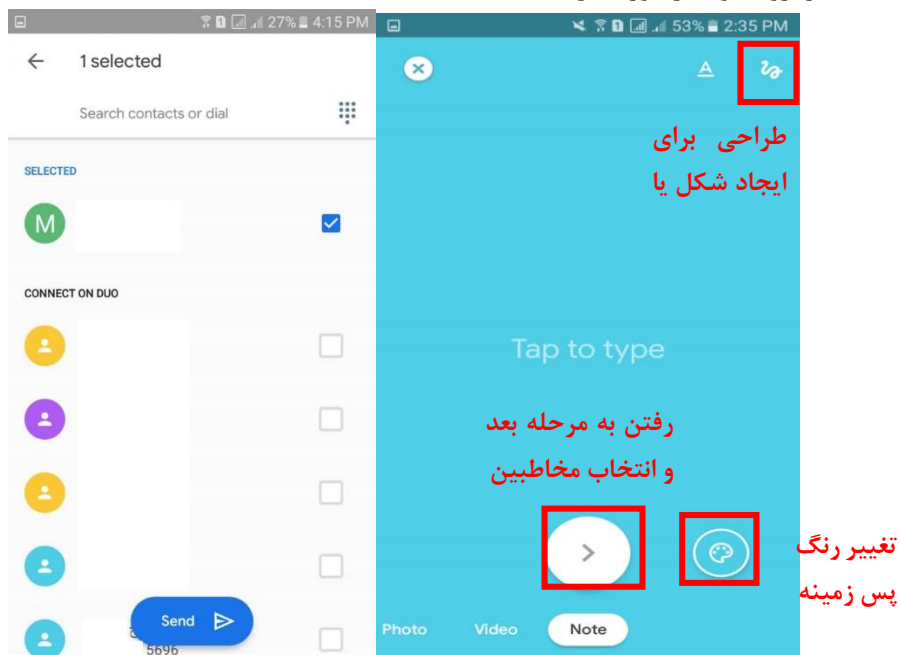 27% 4:15 PM
1 selected
Search contacts or dial
SELECTED
M
CONNECT ON DUO
Send
5696
53% 2:35 PM
A
طراحی برای
ایجاد شکل یا
Tap to type
رفتن به مرحله بعد
و انتخاب مخاطبین
تغییر رنگ
پس زمینه
Photo Video Note